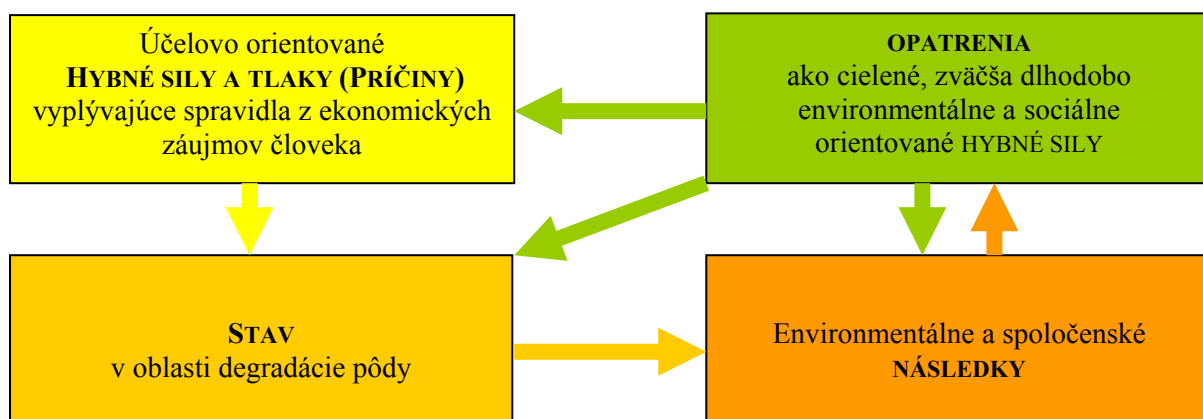 Účelovo orientované
HYBNÉ SILY A TLAKY (PRÍČINY)
vyplývajúce spravidla z ekonomických
záujmov človeka
OPATRENIA
ako cielené, zväčša dlhodobo
environmentálne a sociálne
orientované HYBNÉ SILY
STAV
v oblasti degradácie pôdy
Environmentálne a spoločenské
NÁSLEDKY